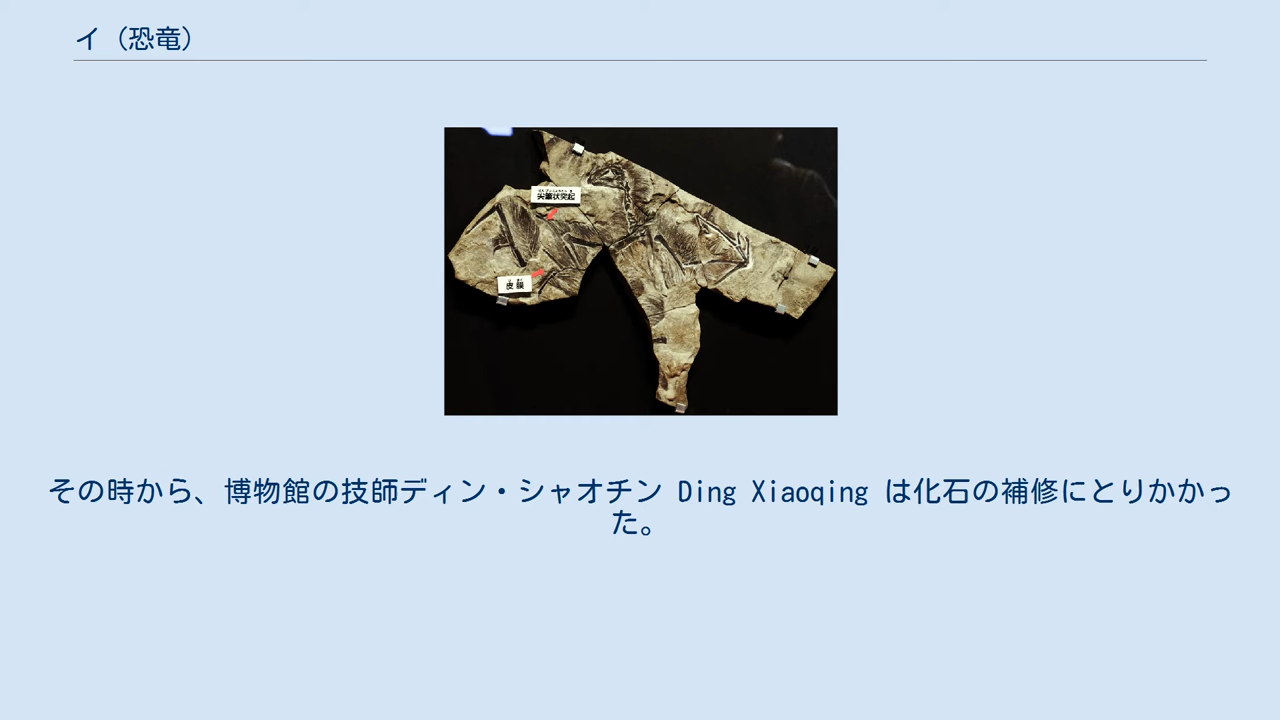 イ（恐竜）
尖筆状突起
皮膜
その時から、博物館の技師ディン・シャオチン Ding Xiaoqing は化石の補修にとりかかっ
た。